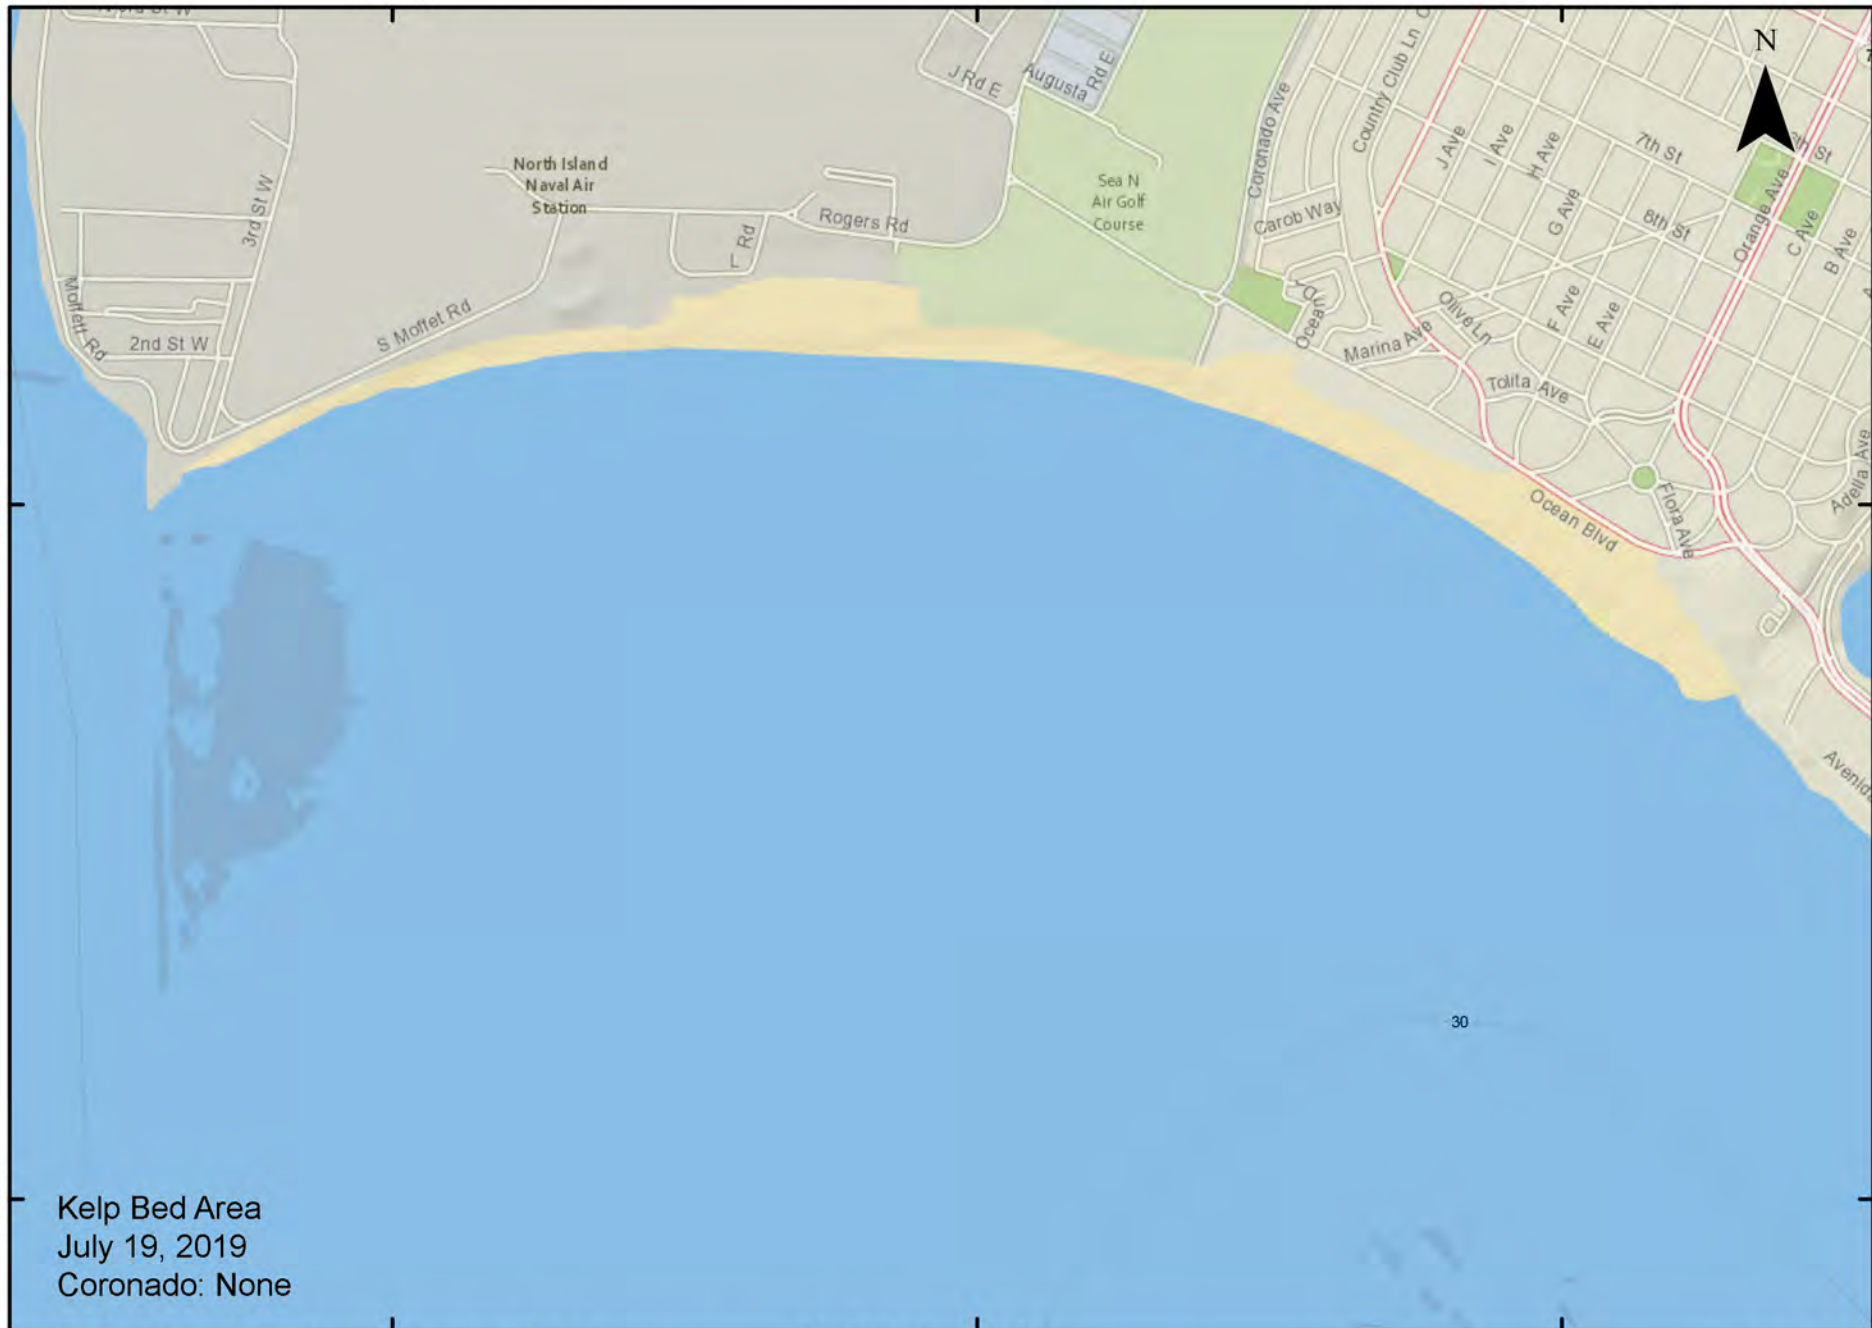 N
J Rd E
Augusta
Rd E
Country Club Ln
Coronado Ave
J Ave
I Ave
H Ave
7th St
North Island
Naval Air
Station
Sea N
Air Golf
Course
3rd St W
Rogers Rd
L Rd
Carob Way
G Ave
8th St
Orange Ave
C Ave
B Ave
Moffett Rd
2nd St W
S Moffet Rd
Ocean
Marina Ave
Olive Ln
F Ave
E Ave
Tolita Ave
Adella Ave
Ocean Blvd
Flora Ave
30
Kelp Bed Area
July 19, 2019
Coronado: None